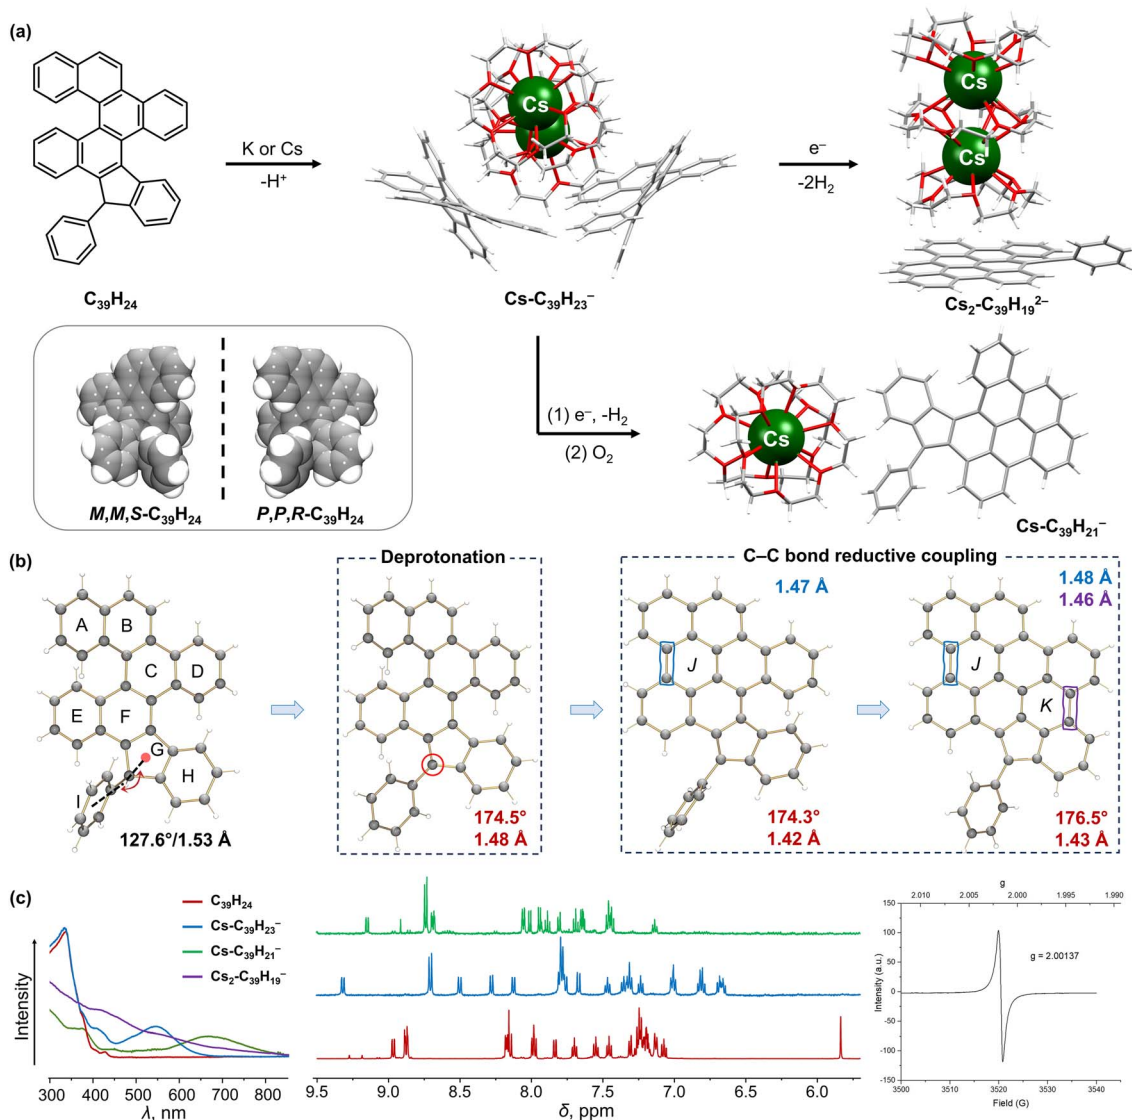 (a)
K or Cs
-H⁺
Cs
Cs
e⁻
-2H₂
Cs
Cs
C₃₉H₂₄
Cs-C₃₉H₂₃⁻
Cs₂-C₃₉H₁₉²⁻
M,M,S-C₃₉H₂₄
P,P,R-C₃₉H₂₄
(1) e⁻, -H₂
(2) O₂
Cs
Cs-C₃₉H₂₁⁻
(b)
Deprotonation
C–C bond reductive coupling
A
B
C
D
E
F
G
H
I
127.6°/1.53 Å
174.5°
1.48 Å
1.47 Å
J
174.3°
1.42 Å
1.48 Å
1.46 Å
J
K
176.5°
1.43 Å
(c)
Intensity
C₃₉H₂₄
Cs-C₃₉H₂₃⁻
Cs-C₃₉H₂₁⁻
Cs₂-C₃₉H₁₉⁻
300 400 500 600 700 800
λ, nm
9.5 9.0 8.5 8.0 7.5 7.0 6.5 6.0
δ, ppm
g
2.010 2.005 2.000 1.995 1.990
Intensity (a.u.)
150
100
50
0
-50
-100
-150
g = 2.00137
3500 3510 3520 3530 3540
Field (G)